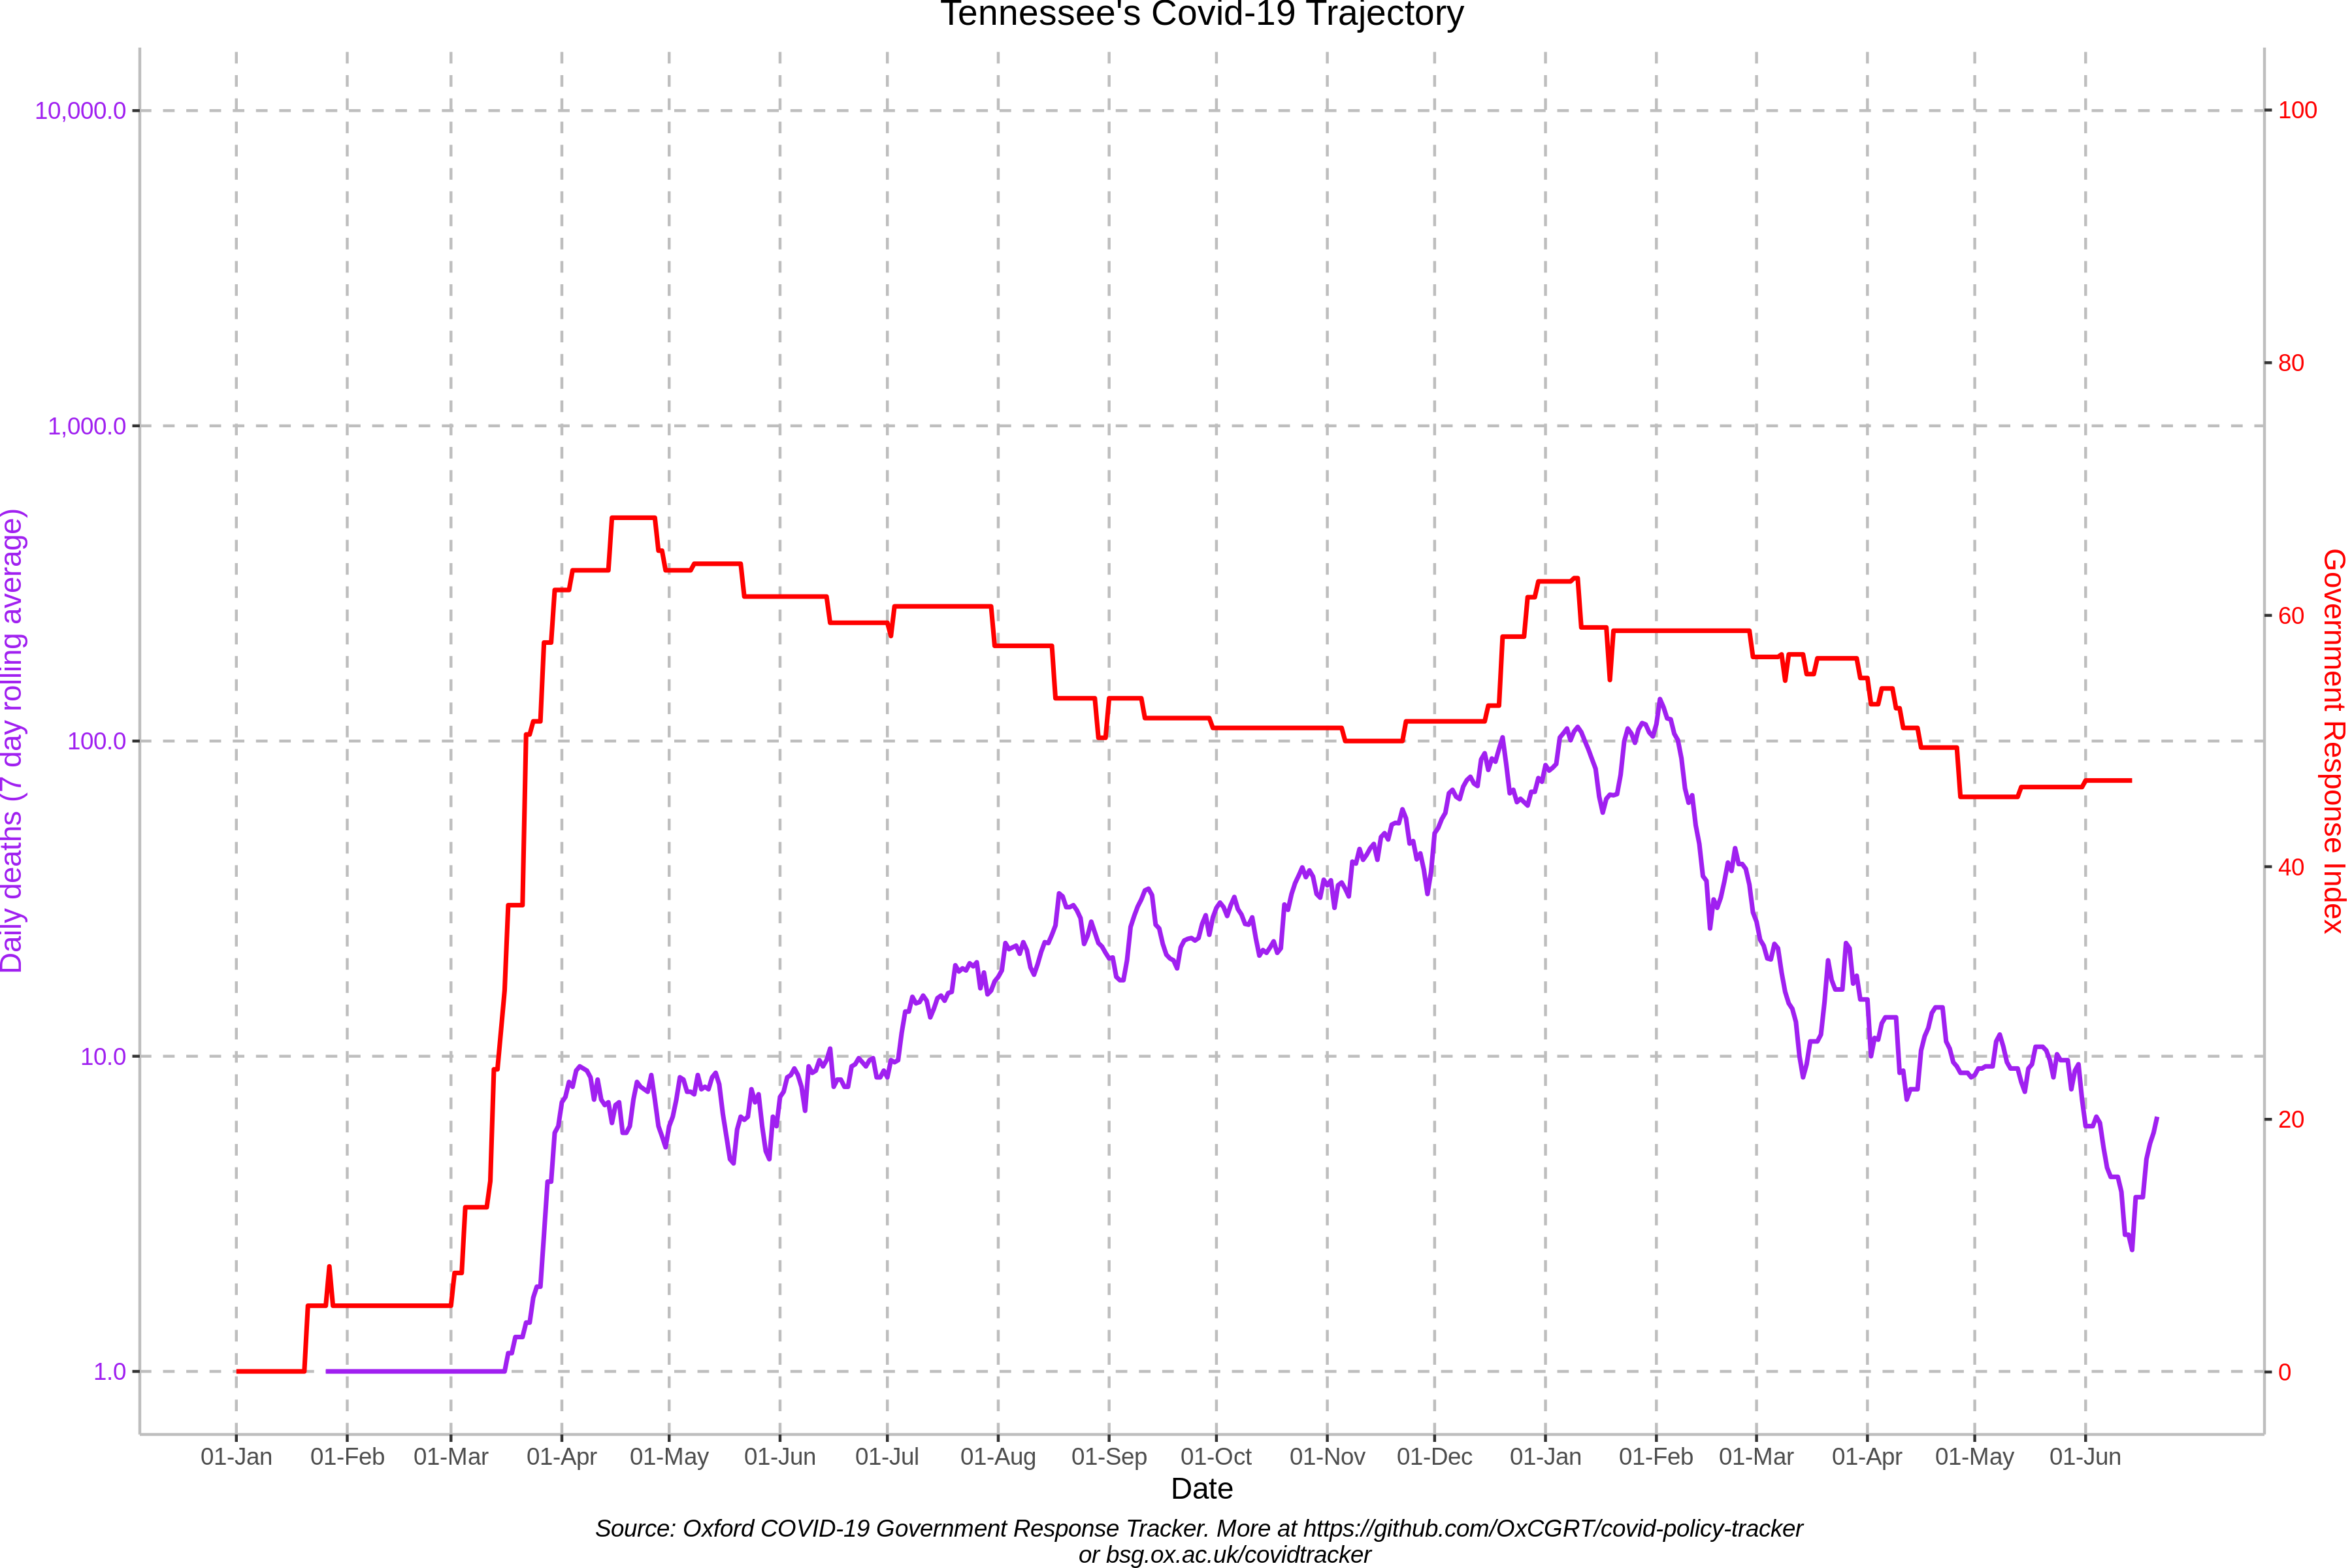 Tennessee's Covid-19 Trajectory
10,000.0
1,000.0
100.0
10.0
1.0
Daily deaths (7 day rolling average)
100
80
60
40
20
0
Government Response Index
01-Jan 01-Feb 01-Mar 01-Apr 01-May 01-Jun 01-Jul 01-Aug 01-Sep 01-Oct 01-Nov 01-Dec 01-Jan 01-Feb 01-Mar 01-Apr 01-May 01-Jun
Date
Source: Oxford COVID-19 Government Response Tracker. More at https://github.com/OxCGRT/covid-policy-tracker
or bsg.ox.ac.uk/covidtracker